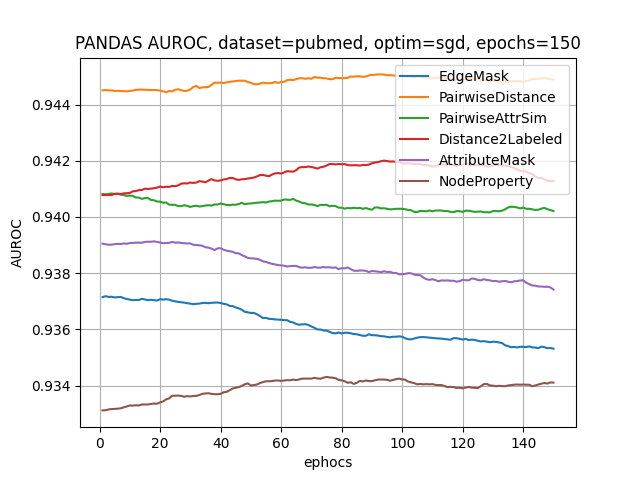 PANDAS AUROC, dataset=pubmed, optim=sgd, epochs=150
EdgeMask
PairwiseDistance
PairwiseAttrSim
Distance2Labeled
AttributeMask
NodeProperty
AUROC
0.944
0.942
0.940
0.938
0.936
0.934
0 20 40 60 80 100 120 140
ephocs